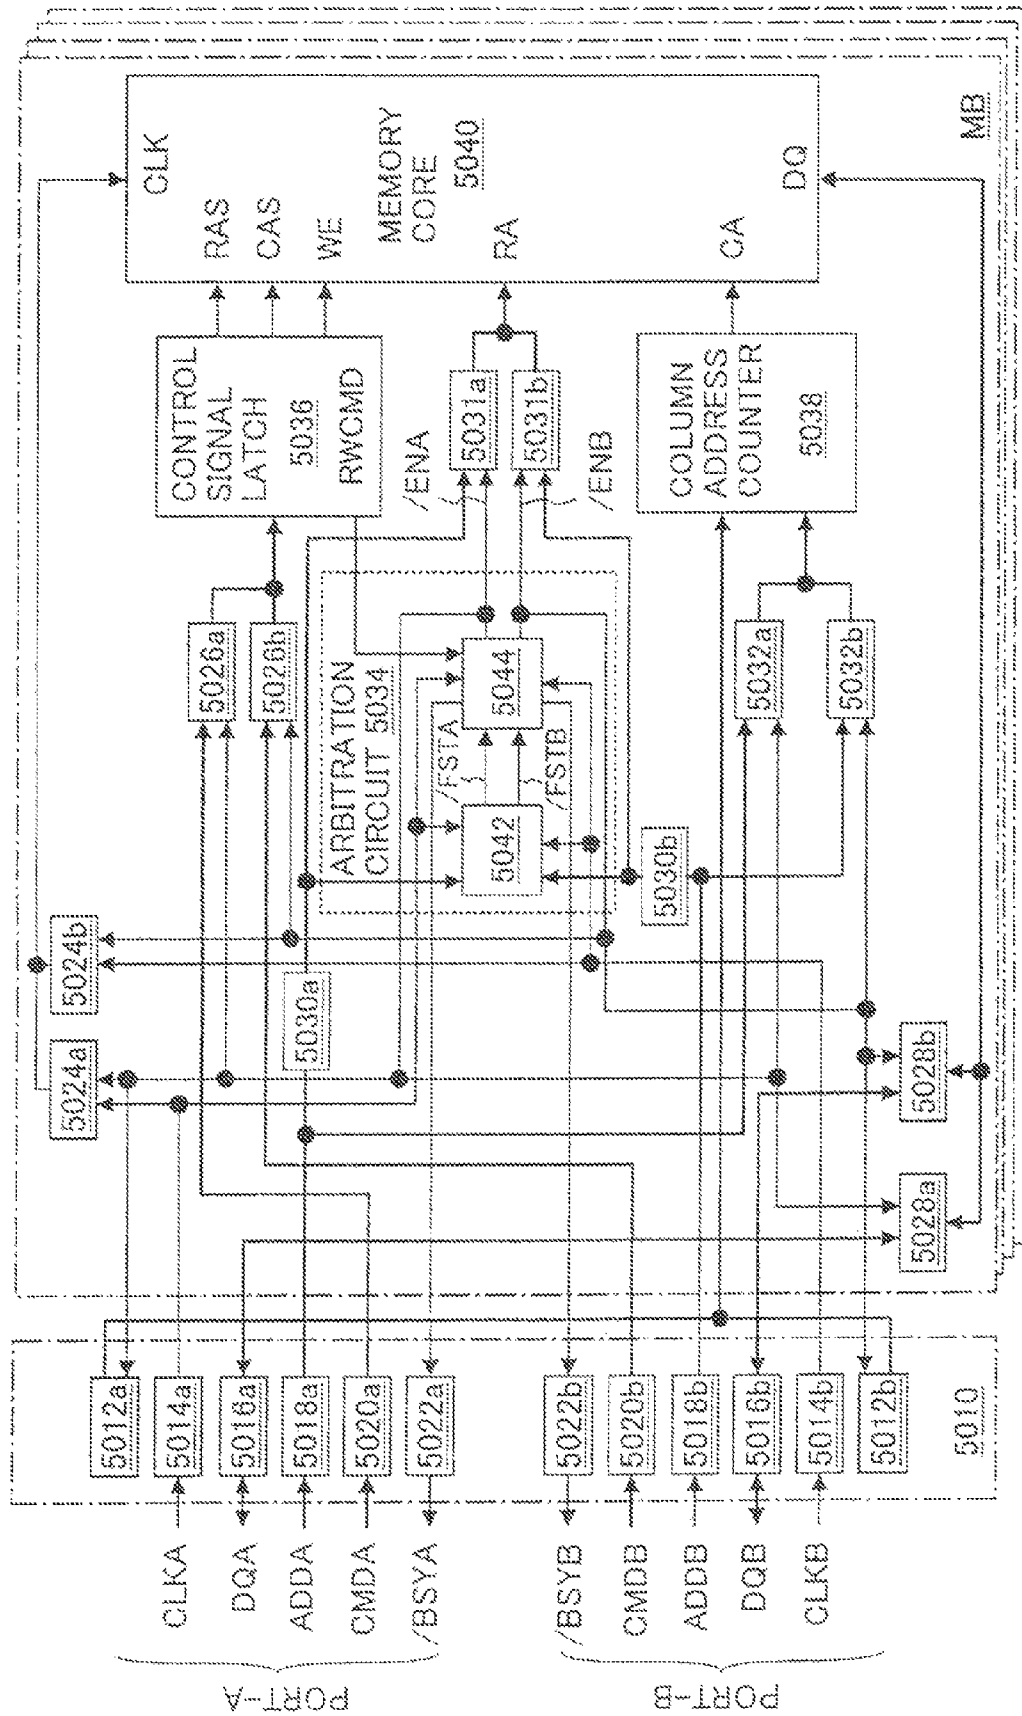 PORT-A
CLKA
DQA
ADDA
CMDA
/BSYA
PORT-B
/BSYB
CMDB
ADDB
DQB
CLKB
5012a
5014a
5016a
5018a
5020a
5022a
5022b
5020b
5018b
5016b
5014b
5012b
5010
5024a
5024b
5030a
5030b
5028a
5028b
5026a
5026b
ARBITRATION
CIRCUIT 5034
/FSTA
/FSTB
5042
5044
5032a
5032b
/ENA
/ENB
5031a
5031b
CONTROL
SIGNAL
LATCH
5036
RWCMD
COLUMN
ADDRESS
COUNTER
5038
CLK
RAS
CAS
WE
MEMORY
CORE
5040
RA
CA
DQ
MB